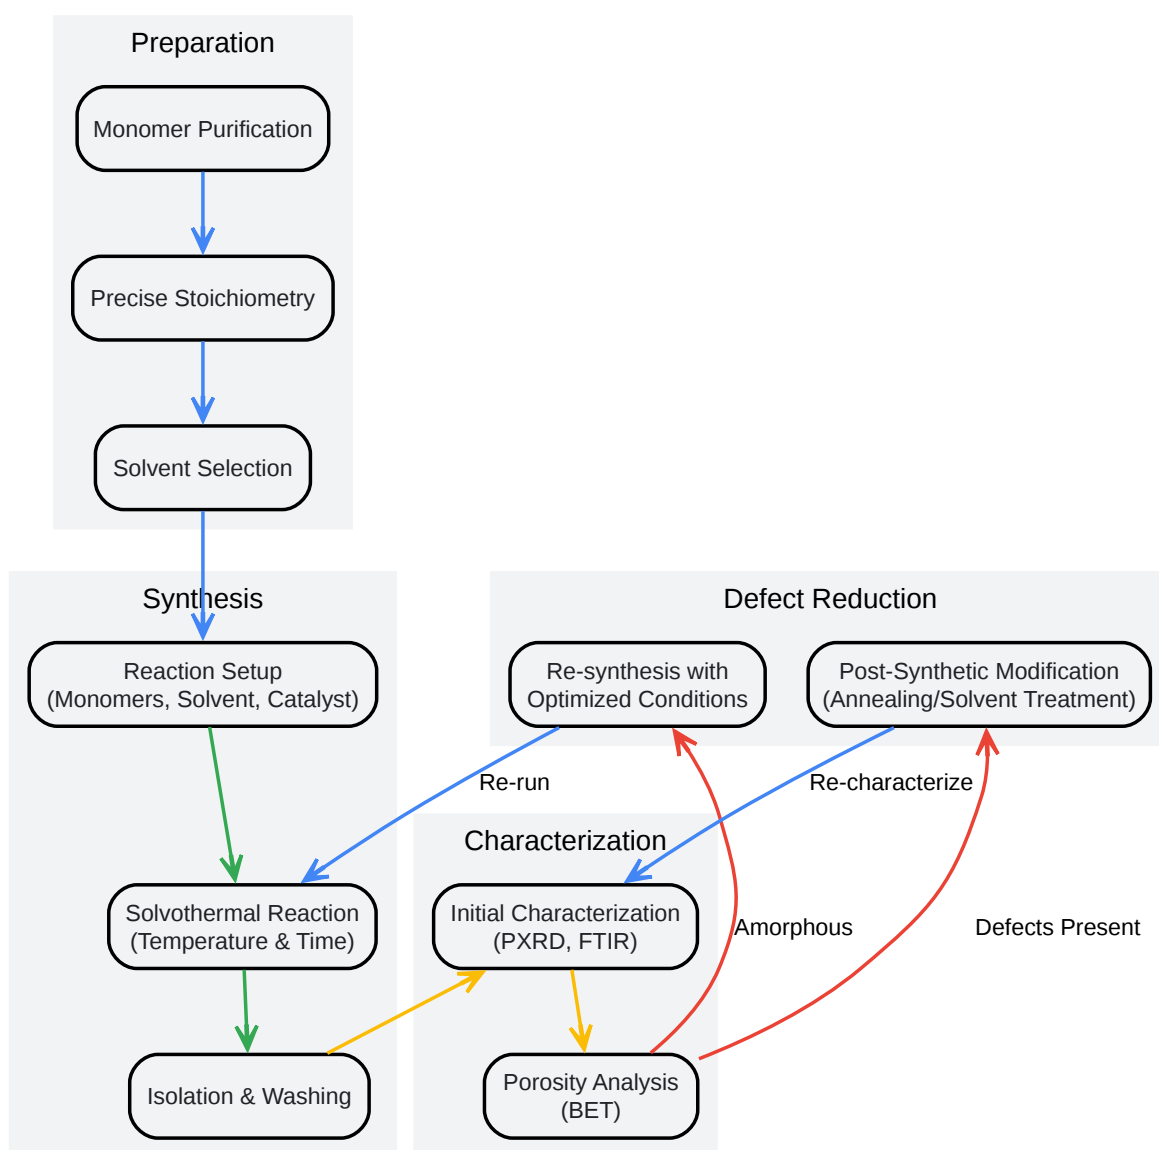 Preparation
Monomer Purification
Precise Stoichiometry
Solvent Selection
Synthesis
Reaction Setup
(Monomers, Solvent, Catalyst)
Solvothermal Reaction
(Temperature & Time)
Isolation & Washing
Defect Reduction
Re-synthesis with
Optimized Conditions
Post-Synthetic Modification
(Annealing/Solvent Treatment)
Re-run
Re-characterize
Characterization
Initial Characterization
(PXRD, FTIR)
Amorphous
Defects Present
Porosity Analysis
(BET)